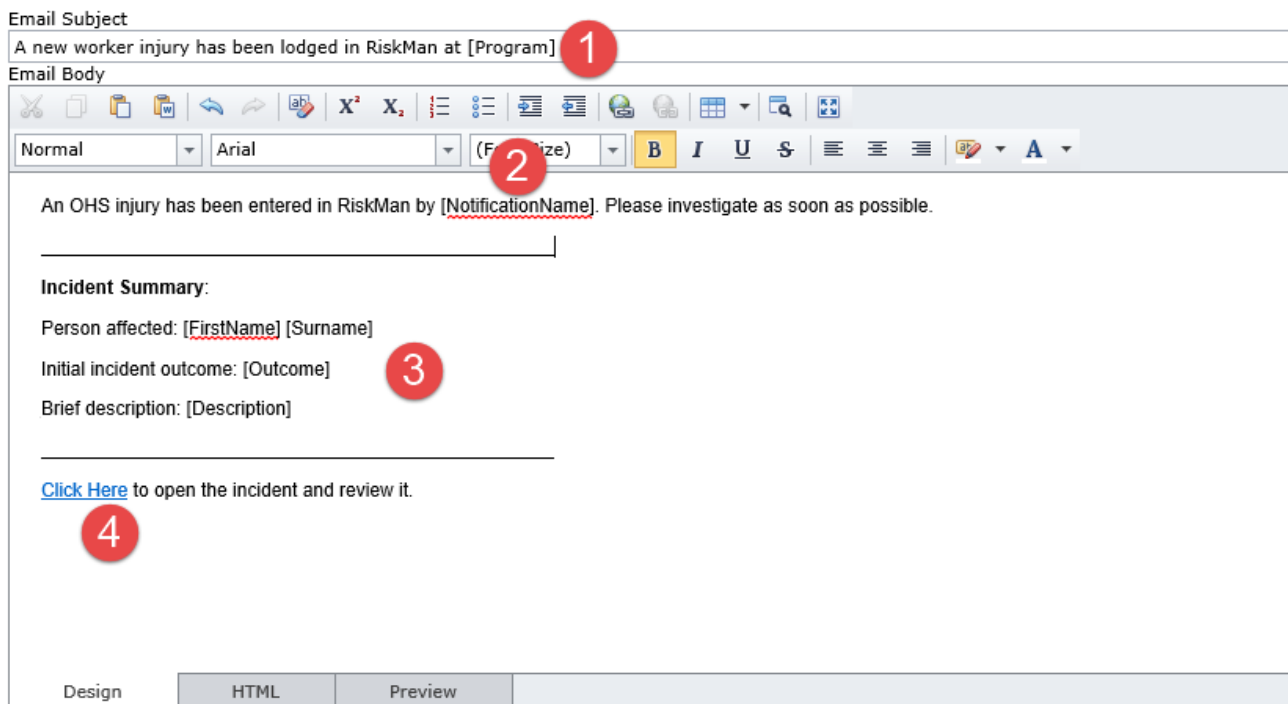 Email Subject
A new worker injury has been lodged in RiskMan at [Program]
1
Email Body
Normal Arial (Fo ize) B I U S A
2
An OHS injury has been entered in RiskMan by [NotificationName]. Please investigate as soon as possible.
Incident Summary:
Person affected: [FirstName] [Surname]
Initial incident outcome: [Outcome]
3
Brief description: [Description]
Click Here to open the incident and review it.
4
Design HTML Preview